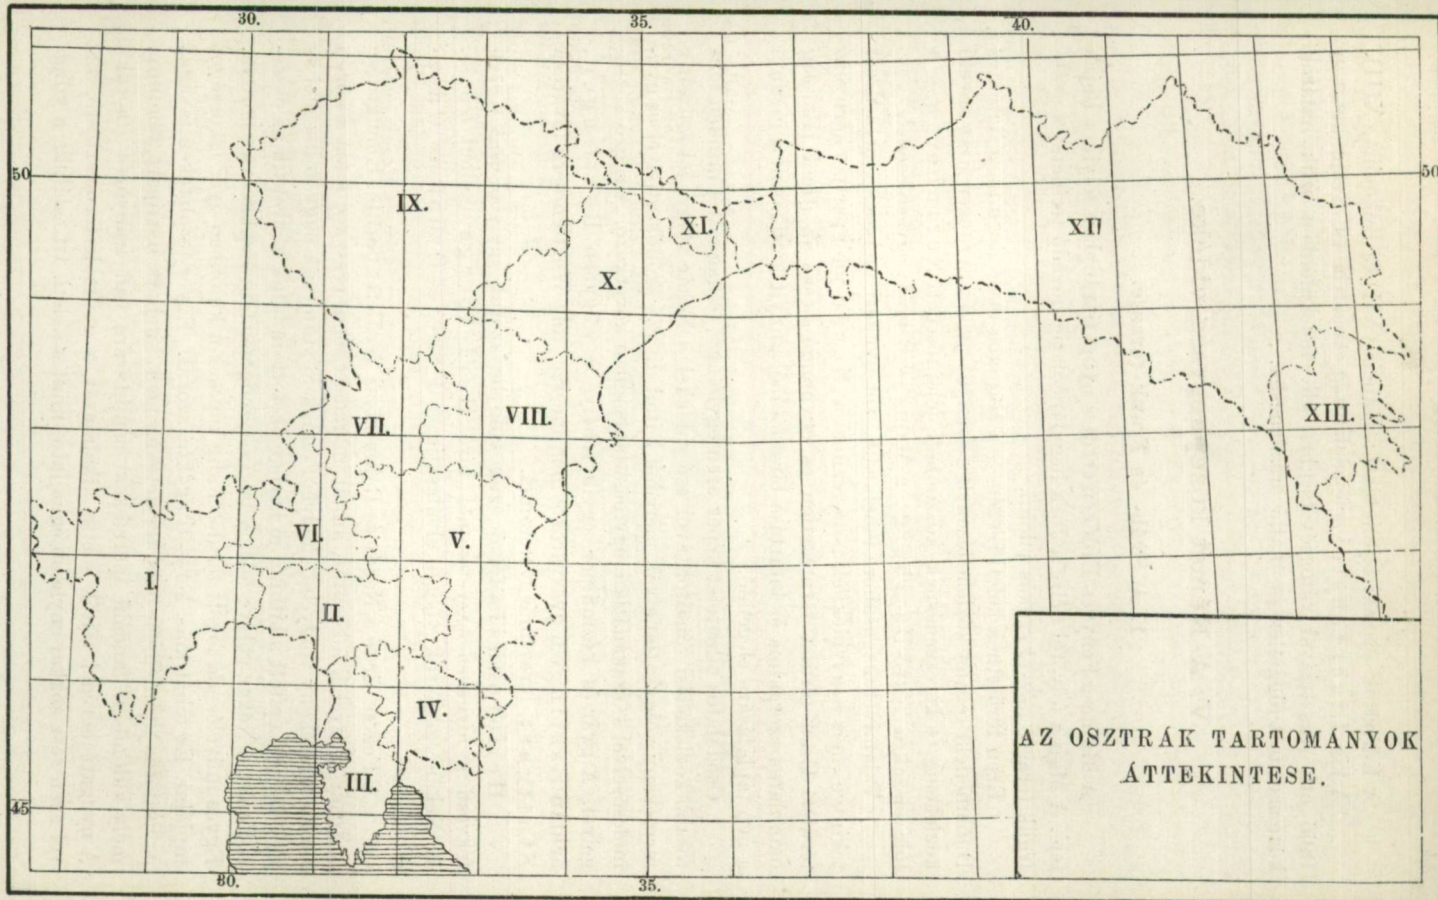 30. 35. 40.
50 50
IX.
XI.
XII
X.
VII.
VIII.
XIII.
VI.
V.
I.
II.
IV.
III.
45
AZ OSZTRÁK TARTOMÁNYOK
ÁTTEKINTESE.
30. 35.